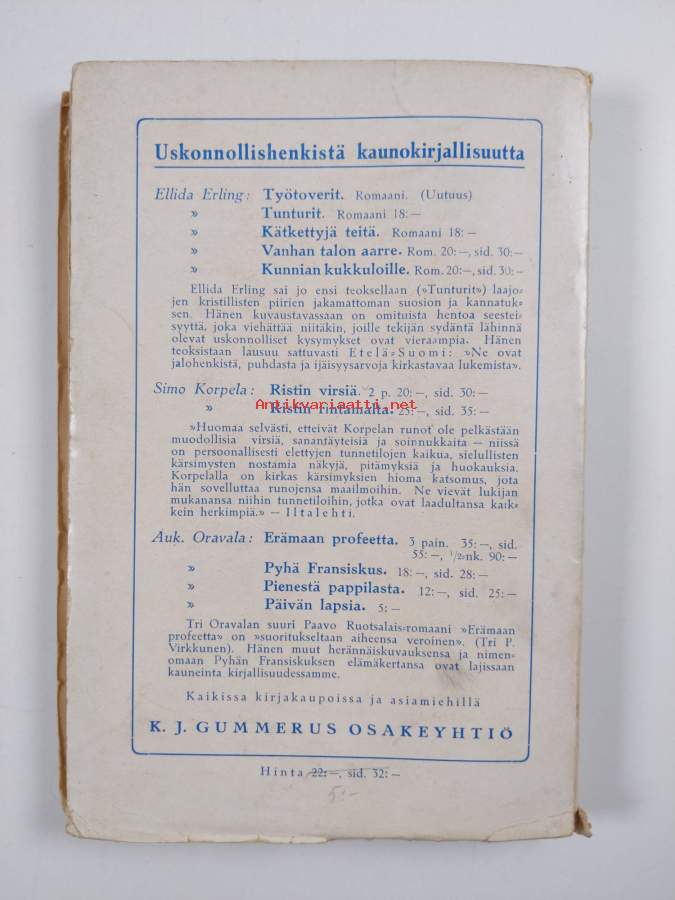 Uskonnollishenkistä kaunokirjallisuutta
Ellida Erling: Työtoverit. Romaani. (Uutuus)
» Tunturit. Romaani 18:—
» Kätkettyjä teitä. Romaani 18:—
» Vanhan talon aarre. Rom. 20:—, sid. 30:—
» Kunnian kukkuloille. Rom. 20:—, sid. 30:—
Ellida Erling sai jo ensi teoksellaan (»Tunturit») laajo-
jen kristillisten piirien jakamattoman suosion ja kannatuk-
sen. Hänen kuvaustavassaan on omituista hentoa seestei-
syyttä, joka viehättää niitäkin, joille tekijän sydäntä lähinnä
olevat uskonnolliset kysymykset ovat vieraampia. Hänen
teoksistaan lausuu sattuvasti Etelä-Suomi: »Ne ovat
jalohenkistä, puhdasta ja ijäisyysarvoja kirkastavaa lukemista».
Simo Korpela: Ristin virsiä. 2 p. 20:—, sid. 30:—
» Ristin rintamalta. 25:—, sid. 35:—
Antikvariaatti.net
»Huomaa selvästi, etteivät Korpelan runot ole pelkästään
muodollisia virsiä, sanantäyteisiä ja soinnukkaita — niissä
on persoonallisesti elettyjen tunnetilojen kaikua, sielullisten
kärsimysten nostamia näkyjä, pitämyksiä ja huokauksia.
Korpelalla on kirkas kärsimyksien hioma katsomus, jota
hän sovelluttaa runojensa maailmoihin. Ne vievät lukijan
mukanansa niihin tunnetiloihin, jotka ovat laadultansa kaik-
kein herkimpiä.» — Iltalehti.
Auk. Oravala: Erämaan profeetta. 3 pain. 35:—, sid.
55:—, ½-nk. 90:—
» Pyhä Fransiskus. 18:—, sid. 28:—
» Pienestä pappilasta. 12:—, sid. 25:—
» Päivän lapsia. 5:—
Tri Oravalan suuri Paavo Ruotsalais-romaani »Erämaan
profeetta» on »suoritukseltaan aiheensa veroinen». (Tri P.
Virkkunen). Hänen muut herännäiskuvauksensa ja nimen-
omaan Pyhän Fransiskuksen elämäkertansa ovat lajissaan
kauneinta kirjallisuudessamme.
Kaikissa kirjakaupoissa ja asiamiehillä
K. J. GUMMERUS OSAKEYHTIÖ
Hinta 22:—, sid. 32:—
5:-